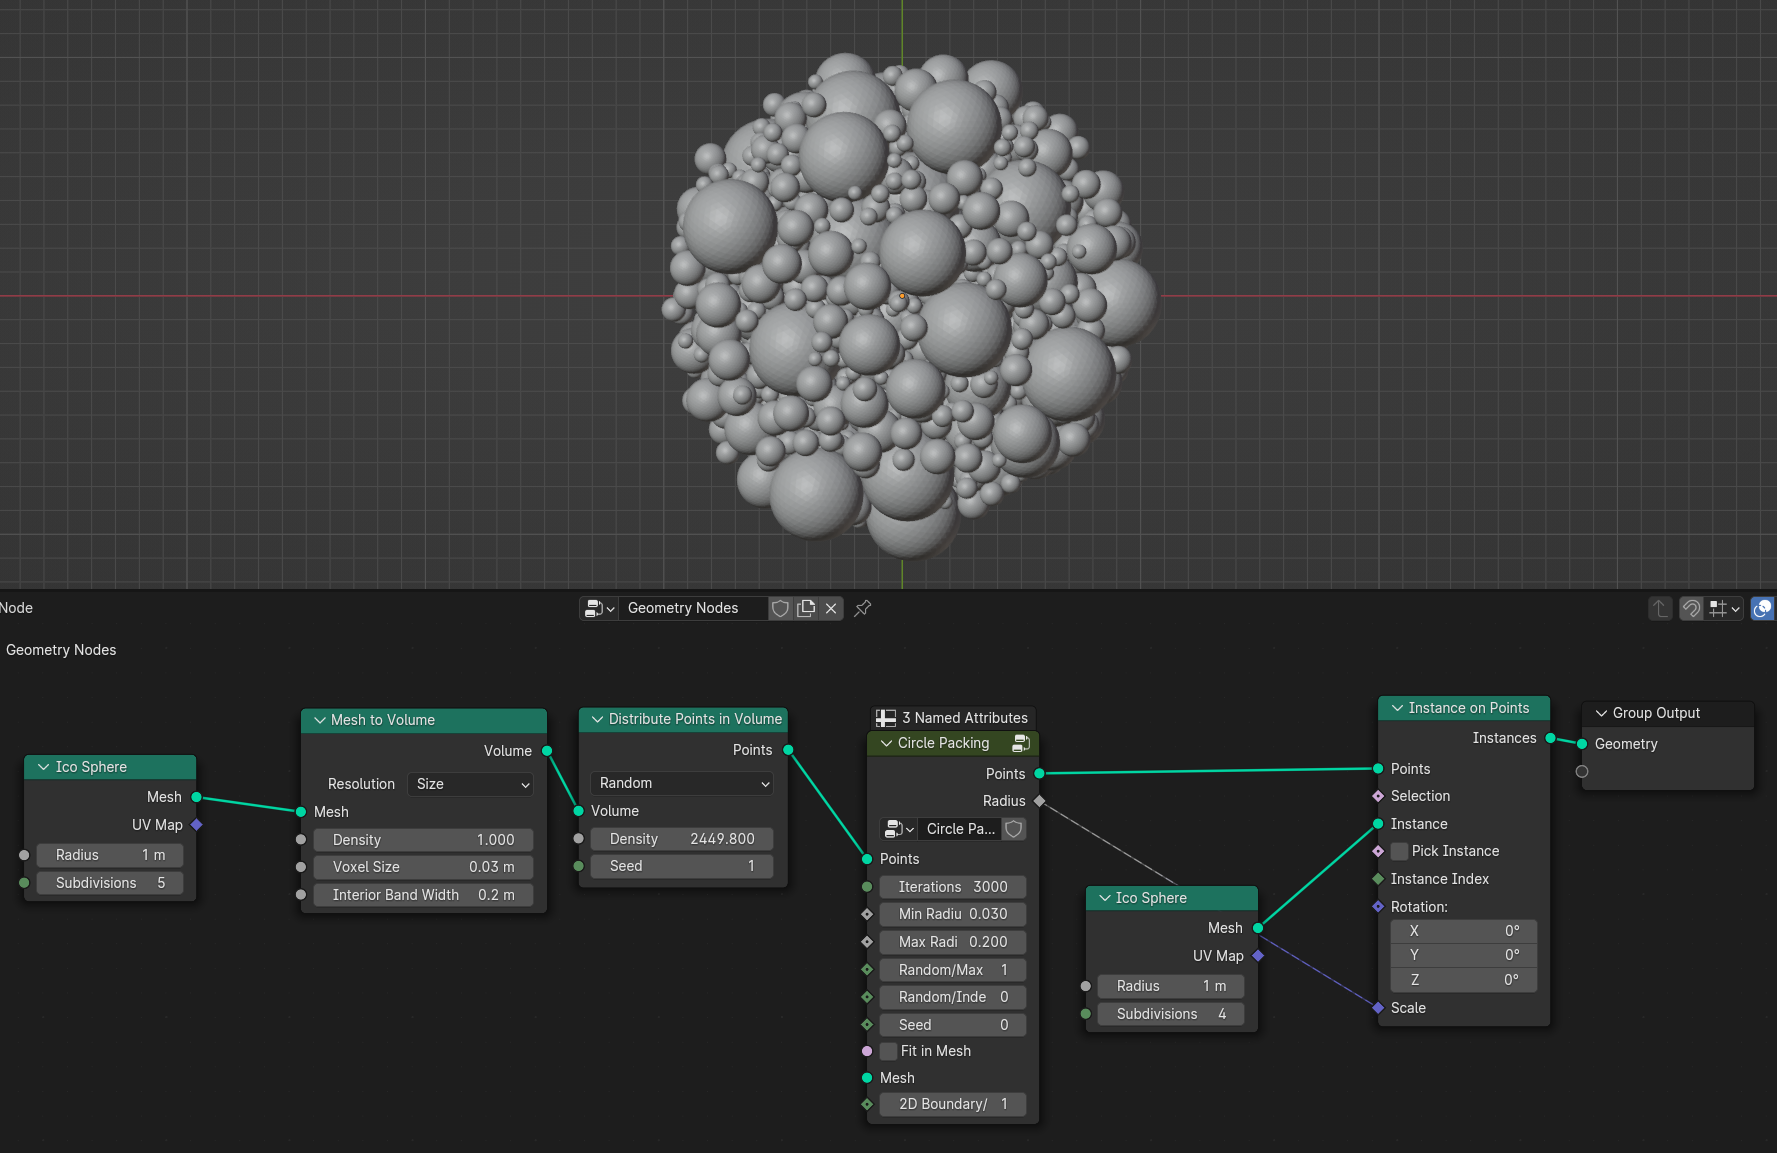 Node
Geometry Nodes
Geometry Nodes
Ico Sphere
Mesh
UV Map
Radius 1 m
Subdivisions 5
Mesh to Volume
Volume
Resolution Size
Mesh
Density 1.000
Voxel Size 0.03 m
Interior Band Width 0.2 m
Distribute Points in Volume
Points
Random
Volume
Density 2449.800
Seed 1
3 Named Attributes
Circle Packing
Points
Radius
Circle Pa...
Points
Iterations 3000
Min Radiu 0.030
Max Radi 0.200
Random/Max 1
Random/Inde 0
Seed 0
Fit in Mesh
Mesh
2D Boundary/ 1
Ico Sphere
Mesh
UV Map
Radius 1 m
Subdivisions 4
Instance on Points
Instances
Points
Selection
Instance
Pick Instance
Instance Index
Rotation:
X 0°
Y 0°
Z 0°
Scale
Group Output
Geometry